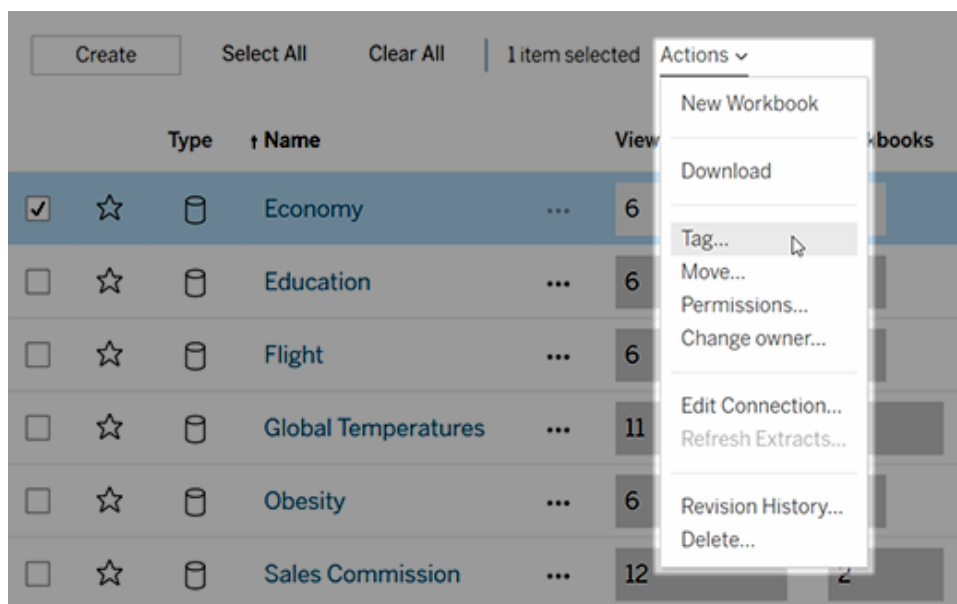 Create Select All Clear All 1 item selected Actions
New Workbook
Type Name View kbooks
Download
Economy ... 6
Tag...
Move...
Education ... 6
Permissions...
Change owner...
Flight ... 6
Edit Connection...
Global Temperatures ... 11
Refresh Extracts...
Obesity ... 6
Revision History...
Delete...
Sales Commission ... 12 2